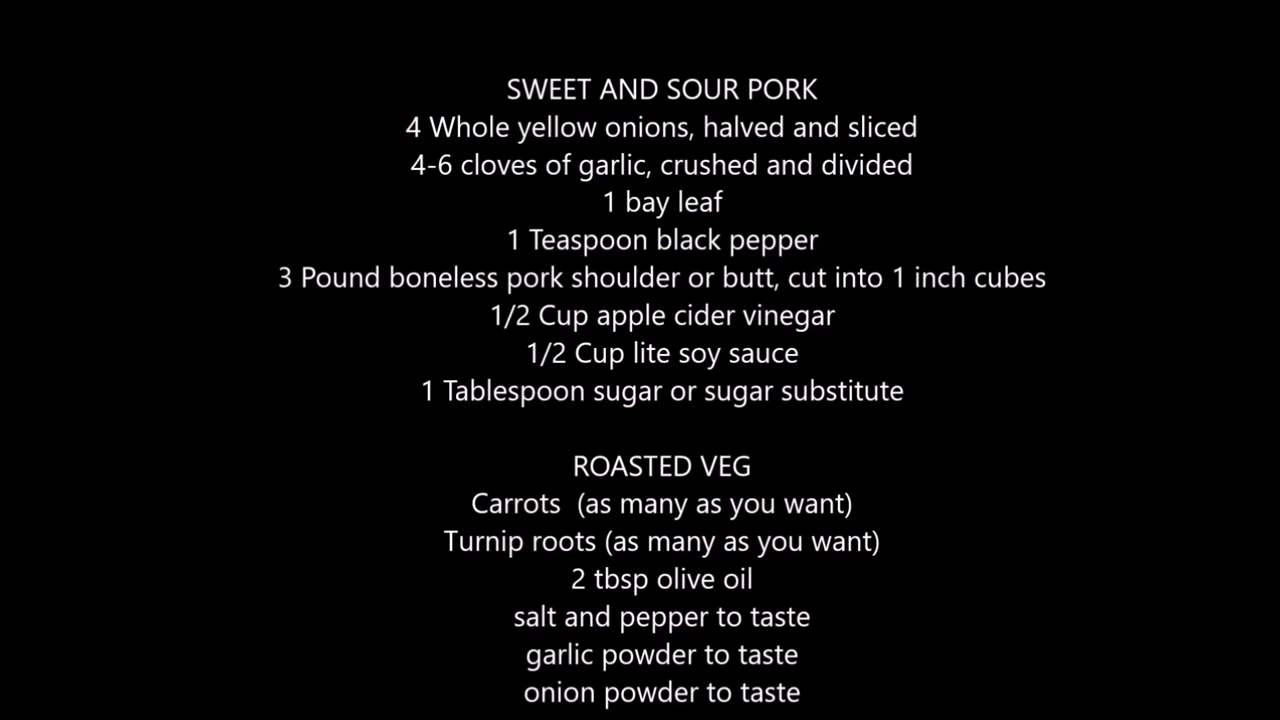 SWEET AND SOUR PORK
4 Whole yellow onions, halved and sliced
4-6 cloves of garlic, crushed and divided
1 bay leaf
1 Teaspoon black pepper
3 Pound boneless pork shoulder or butt, cut into 1 inch cubes
1/2 Cup apple cider vinegar
1/2 Cup lite soy sauce
1 Tablespoon sugar or sugar substitute
ROASTED VEG
Carrots  (as many as you want)
Turnip roots (as many as you want)
2 tbsp olive oil
salt and pepper to taste
garlic powder to taste
onion powder to taste